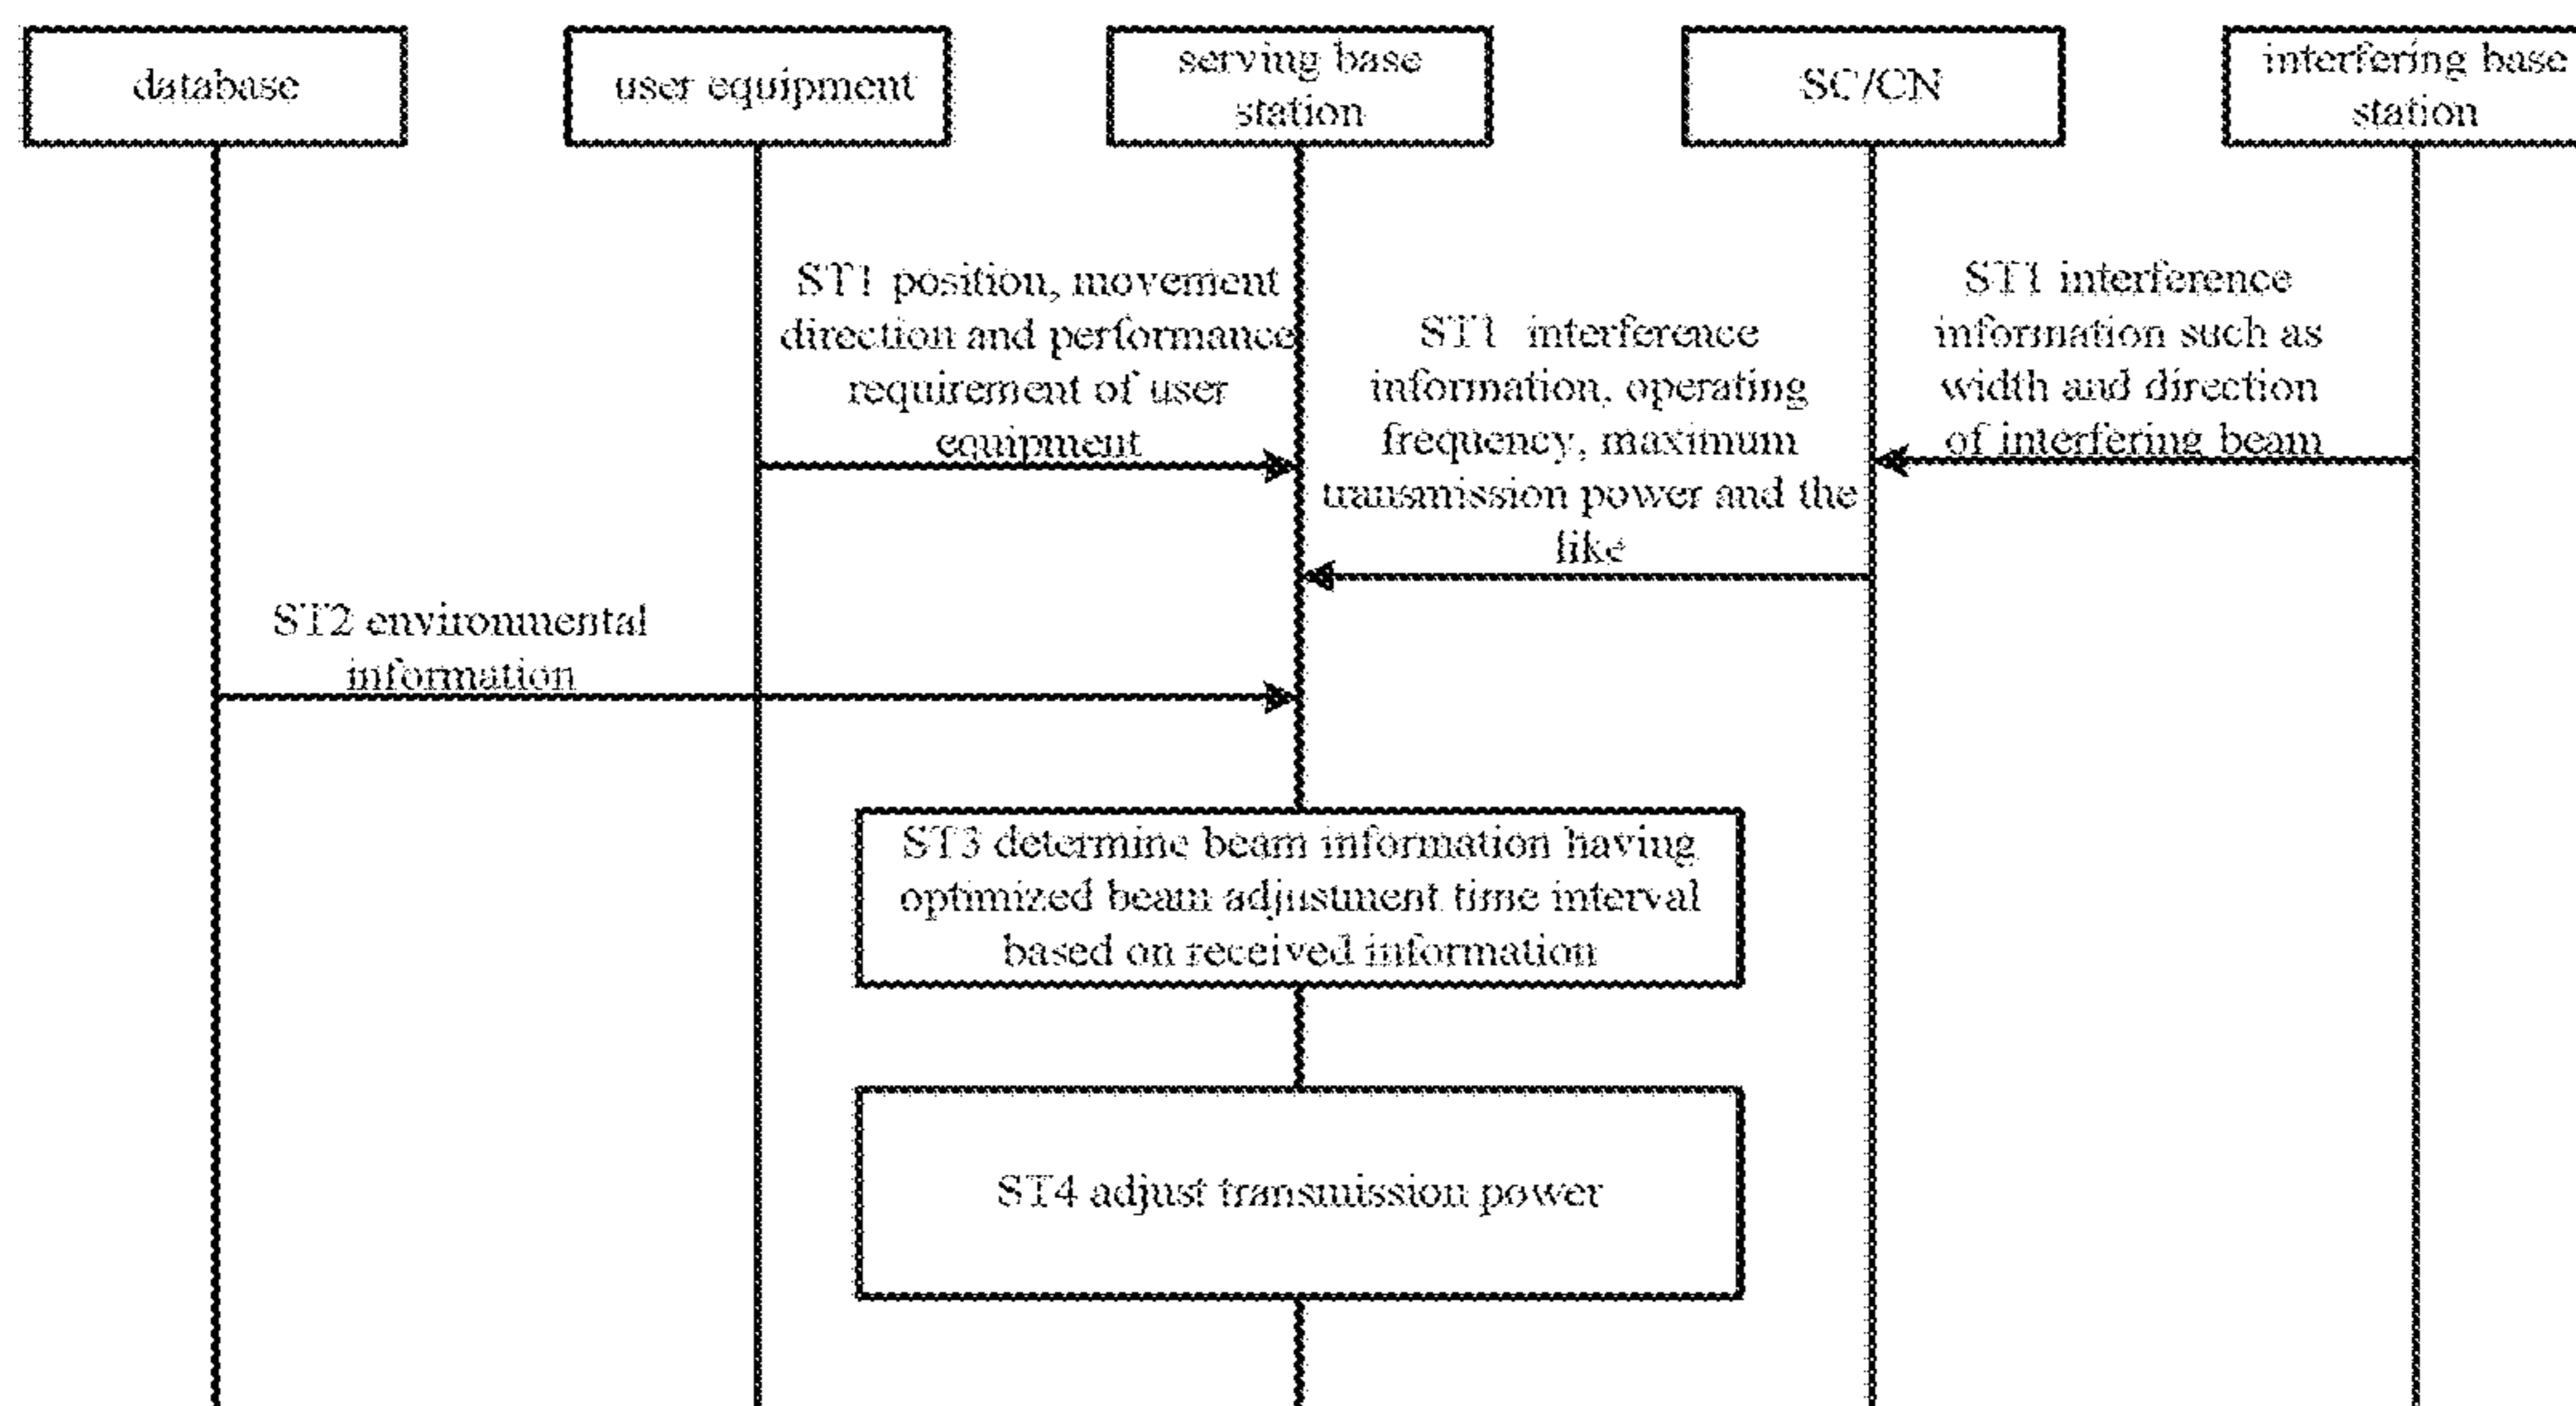 database
user equipment
serving base
station
SC/CN
interfering base
station
ST1 position, movement
direction and performance
requirement of user
equipment
ST1 interference
information, operating
frequency, maximum
transmission power and the
like
ST1 interference
information such as
width and direction
of interfering beam
ST2 environmental
information
ST3 determine beam information having
optimized beam adjustment time interval
based on received information
ST4 adjust transmission power